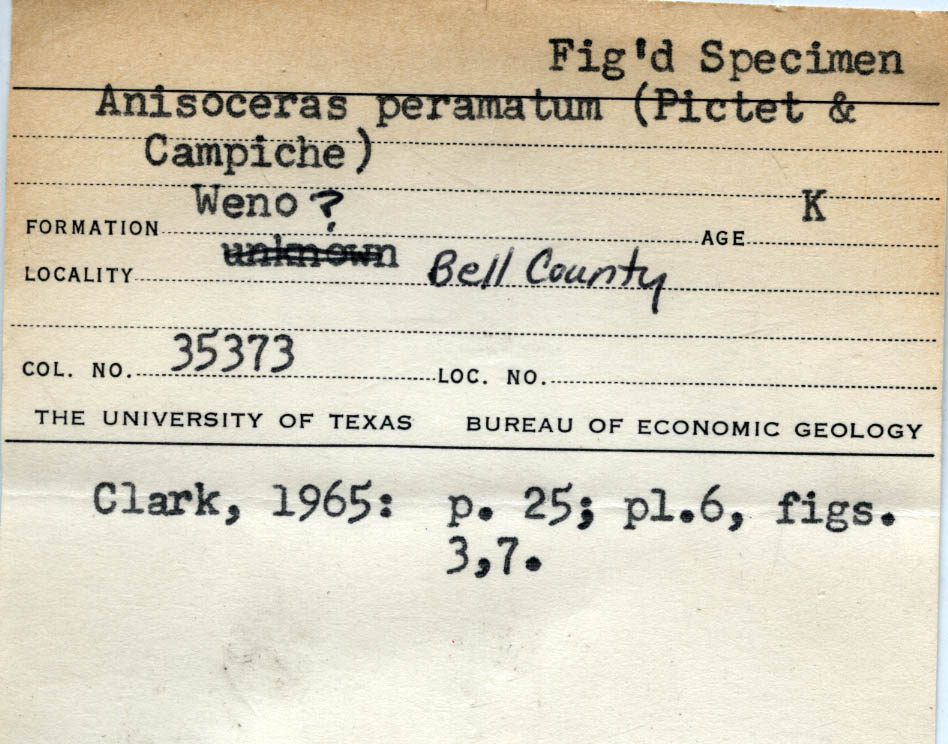 Fig'd Specimen
Anisoceras peramatum (Pictet &
Campiche)
FORMATION Weno ? AGE K
LOCALITY unknown Bell County
COL. NO. 35373 LOC. NO.
THE UNIVERSITY OF TEXAS BUREAU OF ECONOMIC GEOLOGY
Clark, 1965: p. 25; pl.6, figs.
3,7.